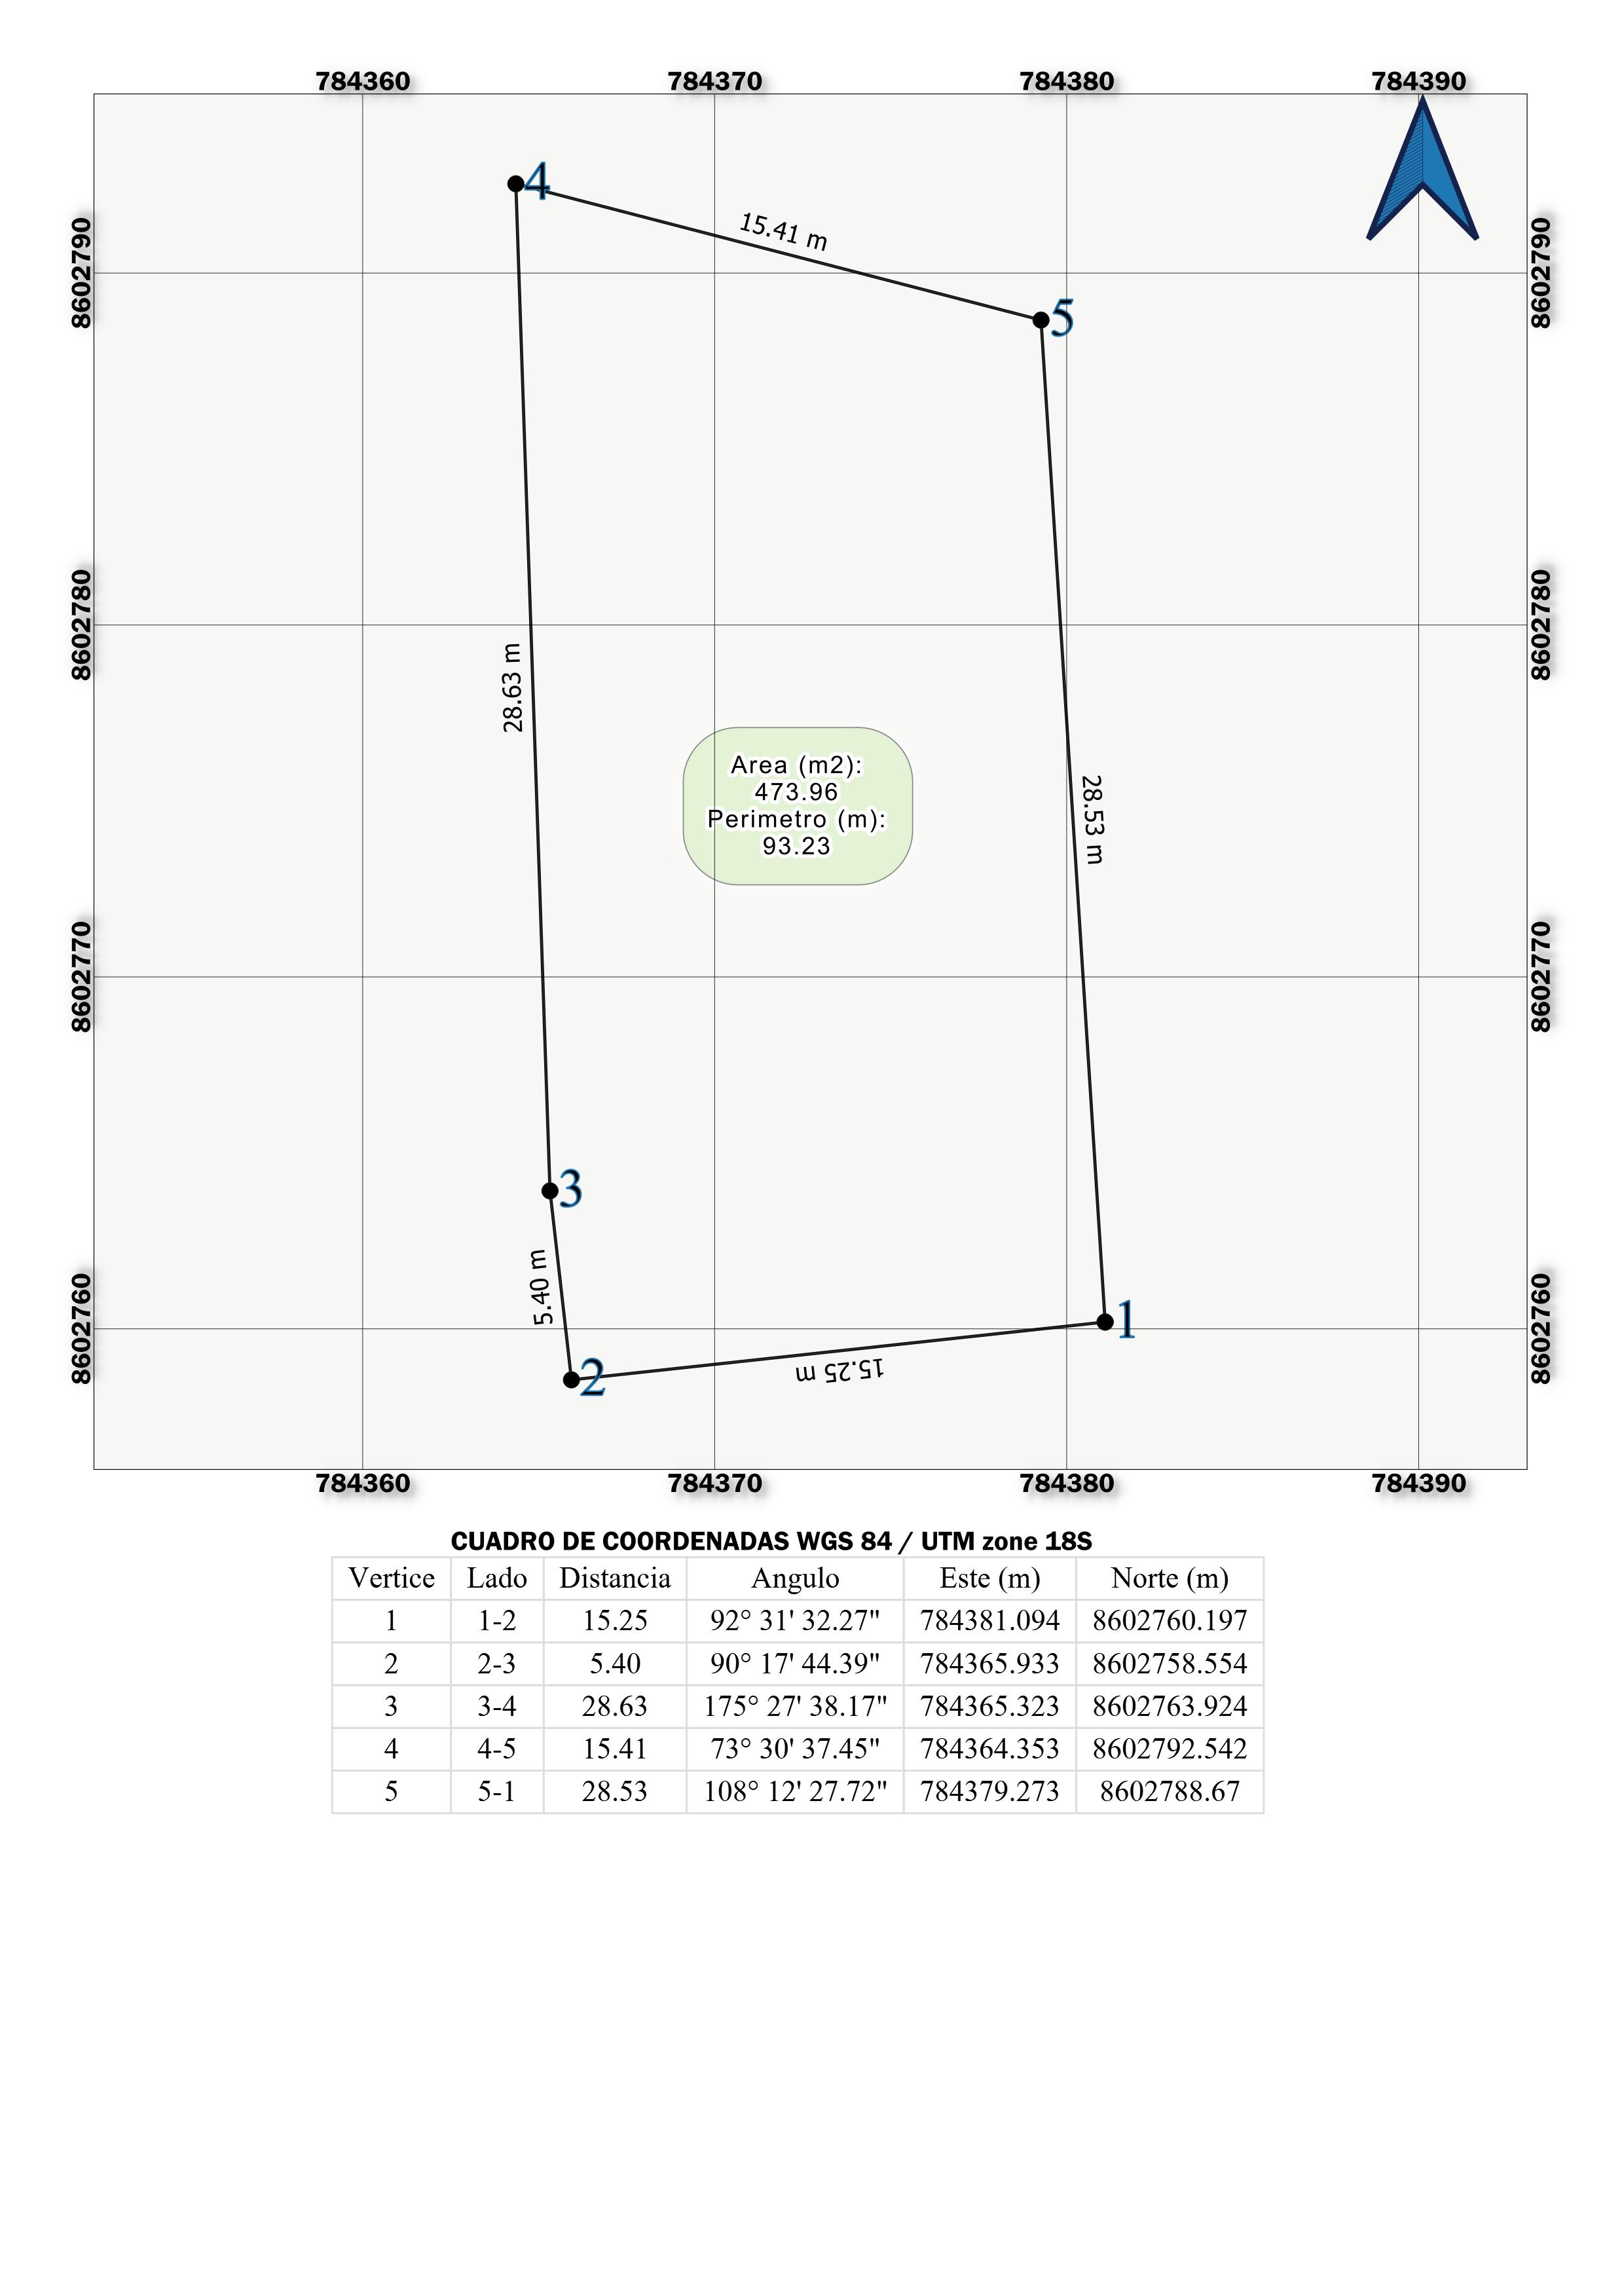 784360 784370 784380 784390
4
15.41 m
5
8602790 8602790
8602780 8602780
28.63 m
28.53 m
Area (m2):
473.96
Perimetro (m):
93.23
8602770 8602770
3
5.40 m
8602760 8602760
1
15.25 m
2
784360 784370 784380 784390
CUADRO DE COORDENADAS WGS 84 / UTM zone 18S
Vertice Lado Distancia Angulo Este (m) Norte (m)
1 1-2 15.25 92° 31' 32.27" 784381.094 8602760.197
2 2-3 5.40 90° 17' 44.39" 784365.933 8602758.554
3 3-4 28.63 175° 27' 38.17" 784365.323 8602763.924
4 4-5 15.41 73° 30' 37.45" 784364.353 8602792.542
5 5-1 28.53 108° 12' 27.72" 784379.273 8602788.67